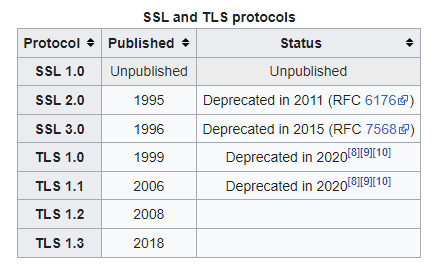 SSL and TLS protocols
Protocol Published Status
SSL 1.0 Unpublished Unpublished
SSL 2.0 1995 Deprecated in 2011 (RFC 6176)
SSL 3.0 1996 Deprecated in 2015 (RFC 7568)
TLS 1.0 1999 Deprecated in 2020[8][9][10]
TLS 1.1 2006 Deprecated in 2020[8][9][10]
TLS 1.2 2008
TLS 1.3 2018